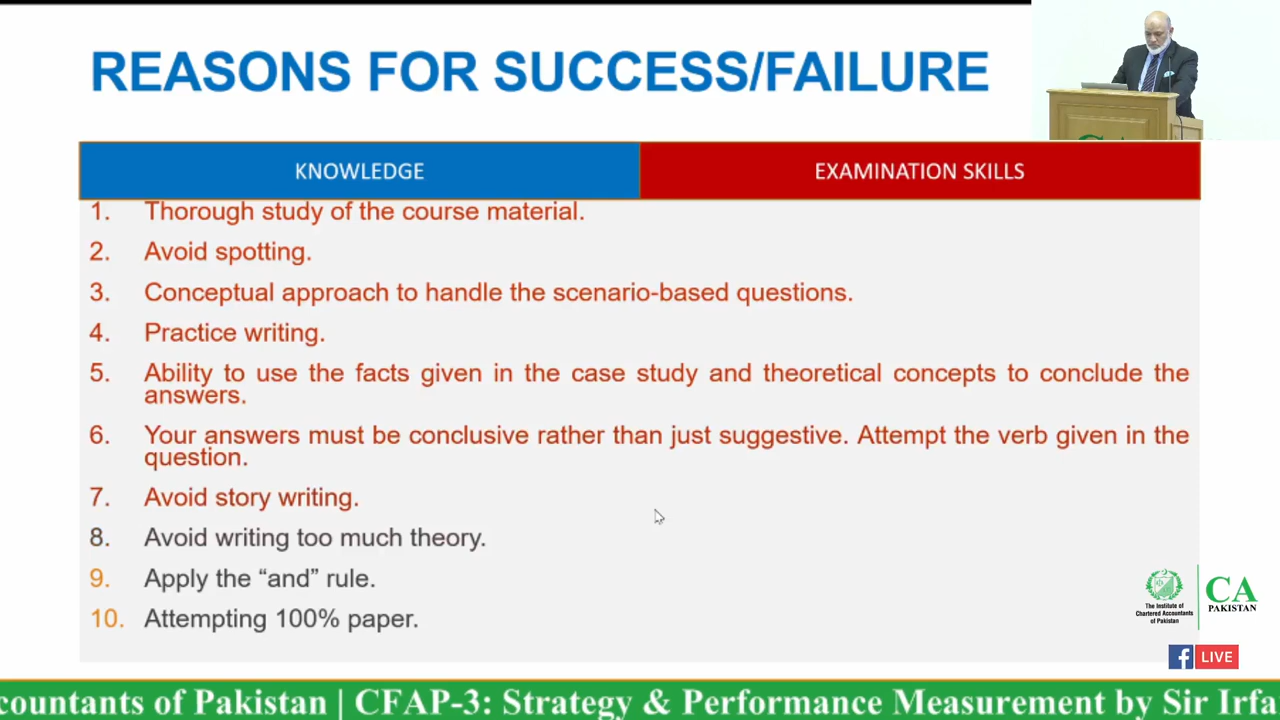 REASONS FOR SUCCESS/FAILURE
KNOWLEDGE
EXAMINATION SKILLS
1. Thorough study of the course material.
2. Avoid spotting.
3. Conceptual approach to handle the scenario-based questions.
4. Practice writing.
5. Ability to use the facts given in the case study and theoretical concepts to conclude the
answers.
6. Your answers must be conclusive rather than just suggestive. Attempt the verb given in the
question.
7. Avoid story writing.
8. Avoid writing too much theory.
9. Apply the “and” rule.
10. Attempting 100% paper.
The Institute of
Chartered Accountants
of Pakistan
CA
PAKISTAN
f LIVE
countants of Pakistan | CFAP-3: Strategy & Performance Measurement by Sir Irfa